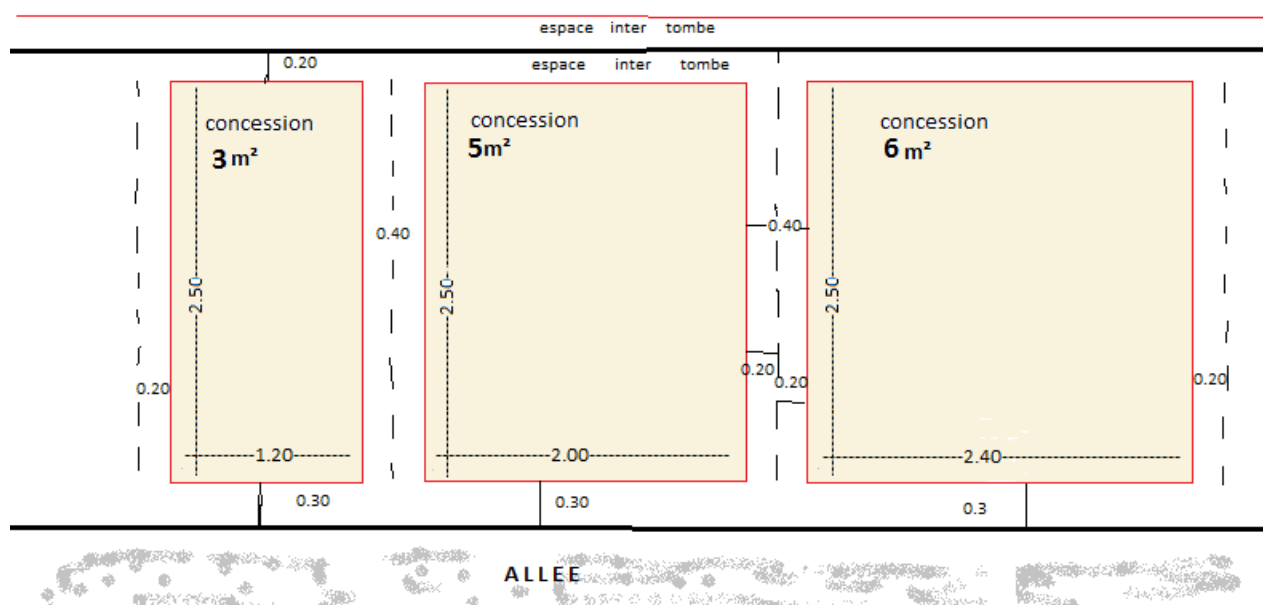 espace inter tombe
0.20
espace inter tombe
concession
3 m²
concession
5m²
concession
6 m²
0.40
0.40
2.50
2.50
2.50
0.20
0.20
0.20
0.20
1.20
2.00
2.40
0.30
0.30
0.3
ALLEE